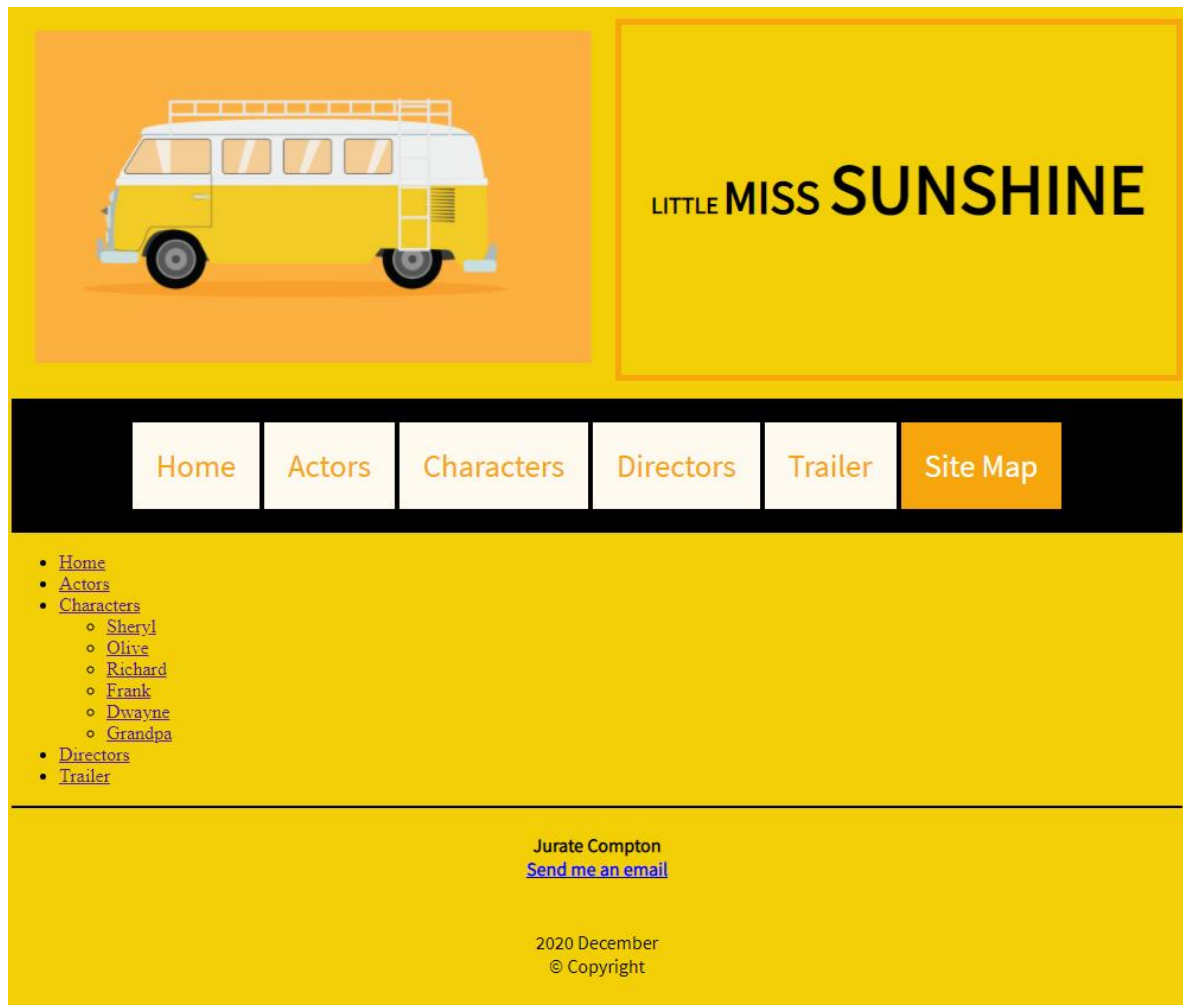 LITTLE MISS SUNSHINE
Home Actors Characters Directors Trailer Site Map
Home
Actors
Characters
Sheryl
Olive
Richard
Frank
Dwayne
Grandpa
Directors
Trailer
Jurate Compton
Send me an email
2020 December
© Copyright